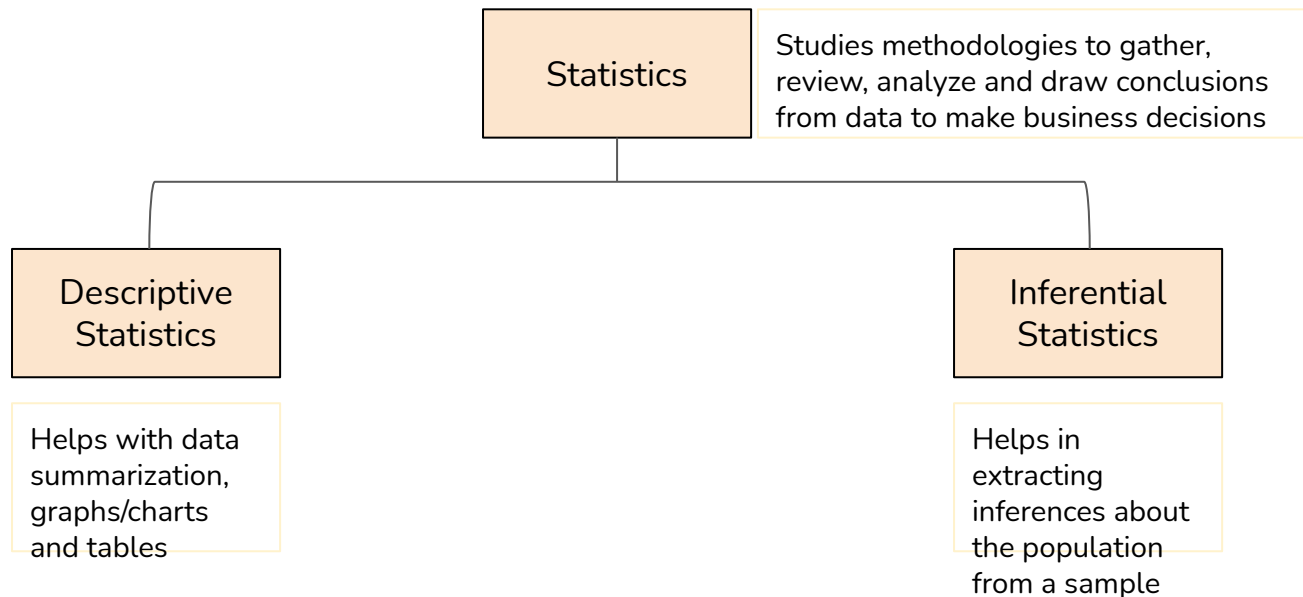 Statistics
Studies methodologies to gather,
review, analyze and draw conclusions
from data to make business decisions
Descriptive
Statistics
Helps with data
summarization,
graphs/charts
and tables
Inferential
Statistics
Helps in
extracting
inferences about
the population
from a sample